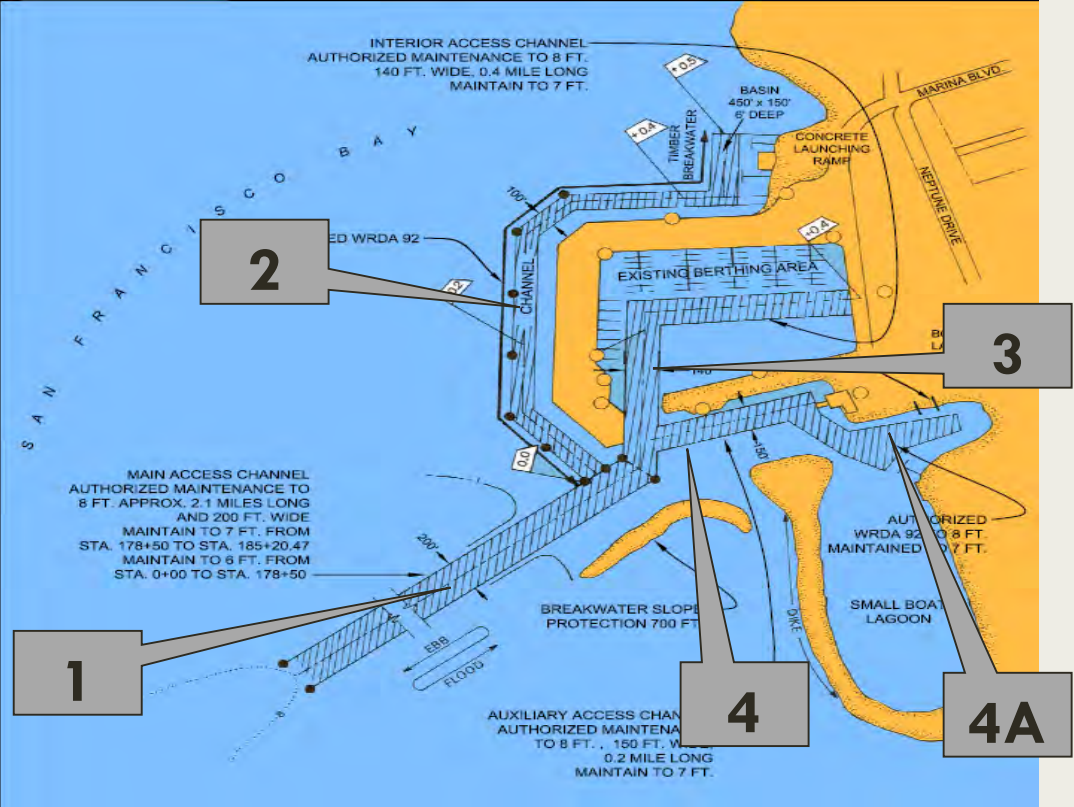 INTERIOR ACCESS CHANNEL
AUTHORIZED MAINTENANCE TO 8 FT.
140 FT. WIDE, 0.4 MILE LONG
MAINTAIN TO 7 FT.
+0.5
BASIN
450' x 150'
6' DEEP
MARINA BLVD
+0.4
TIMBER
BREAKWATER
CONCRETE
LAUNCHING
RAMP
NEPTUNE DRIVE
SAN FRANCISCO BAY
100'
+0.4
ED WRDA 92
2
CHANNEL
EXISTING BERTHING AREA
3
140'
0.0
150'
MAIN ACCESS CHANNEL
AUTHORIZED MAINTENANCE TO
8 FT. APPROX. 2.1 MILES LONG
AND 200 FT. WIDE
MAINTAIN TO 7 FT. FROM
STA. 178+50 TO STA. 185+20.47
MAINTAIN TO 6 FT. FROM
STA. 0+00 TO STA. 178+50
200'
AUTHORIZED
WRDA 92 TO 8 FT.
MAINTAINED TO 7 FT.
BREAKWATER SLOPE
PROTECTION 700 FT
DIKE
SMALL BOAT
LAGOON
EBB
FLOOD
1
4
4A
AUXILIARY ACCESS CHAN
AUTHORIZED MAINTENA
TO 8 FT., 150 FT. WIDE,
0.2 MILE LONG
MAINTAIN TO 7 FT.